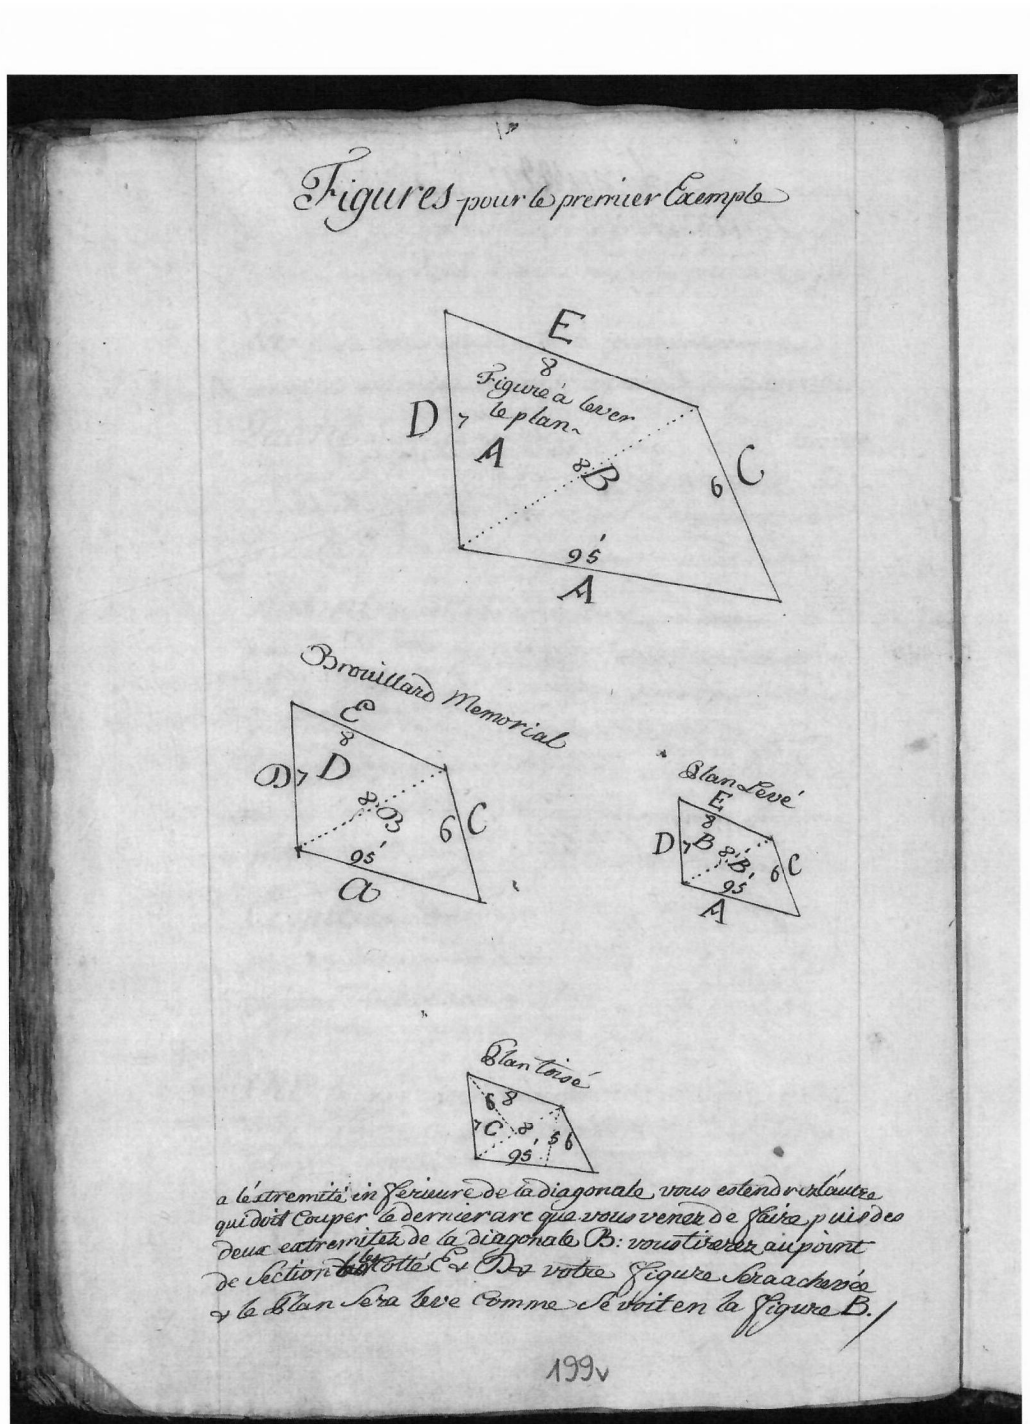 Figures pour le premier Exemple
E
8
Figure à lever
le plan
D 7
A
8 B
6 C
95'
A
Brouillard Memorial
E
8
D 7 D
8 B
6 C
95'
a
Plan Levé
E
8
D 7 B
8' B'
6 C
95
A
Plan toisé
6 8
7 C 8
5 6
95'
a léxtremité inferieure de la diagonale vous estendrez l'autre
qui doit Couper le dernier arc que vous venez de faire, puis des
deux extremitez de la diagonale B: vous tirerez au point
de Section les Cotté E & D & votre figure Sera achevée
& le Plan Sera levé Comme Se voit en la figure B. /
199v